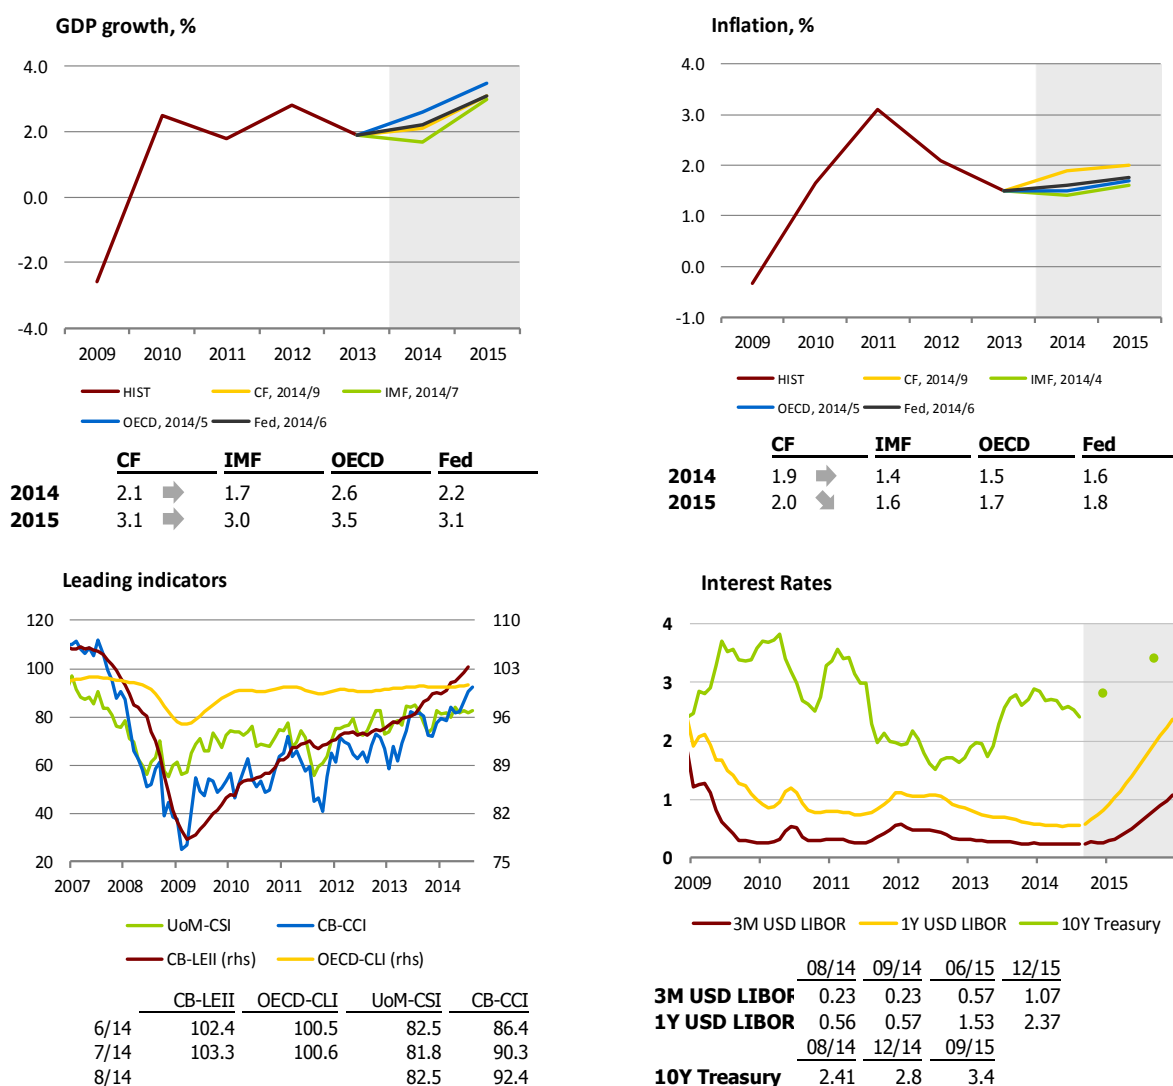 GDP growth, %
4.0
2.0
0.0
-2.0
-4.0
2009 2010 2011 2012 2013 2014 2015
HIST CF, 2014/9 IMF, 2014/7
OECD, 2014/5 Fed, 2014/6
CF IMF OECD Fed
2014 2.1 1.7 2.6 2.2
2015 3.1 3.0 3.5 3.1
Inflation, %
4.0
3.0
2.0
1.0
0.0
-1.0
2009 2010 2011 2012 2013 2014 2015
HIST CF, 2014/9 IMF, 2014/4
OECD, 2014/5 Fed, 2014/6
CF IMF OECD Fed
2014 1.9 1.4 1.5 1.6
2015 2.0 1.6 1.7 1.8
Leading indicators
120 110
100 103
80 96
60 89
40 82
20 75
2007 2008 2009 2010 2011 2012 2013 2014
UoM-CSI CB-CCI
CB-LEII (rhs) OECD-CLI (rhs)
CB-LEII OECD-CLI UoM-CSI CB-CCI
6/14 102.4 100.5 82.5 86.4
7/14 103.3 100.6 81.8 90.3
8/14 82.5 92.4
Interest Rates
4
3
2
1
0
2009 2010 2011 2012 2013 2014 2015
3M USD LIBOR 1Y USD LIBOR 10Y Treasury
08/14 09/14 06/15 12/15
3M USD LIBOR 0.23 0.23 0.57 1.07
1Y USD LIBOR 0.56 0.57 1.53 2.37
08/14 12/14 09/15
10Y Treasury 2.41 2.8 3.4